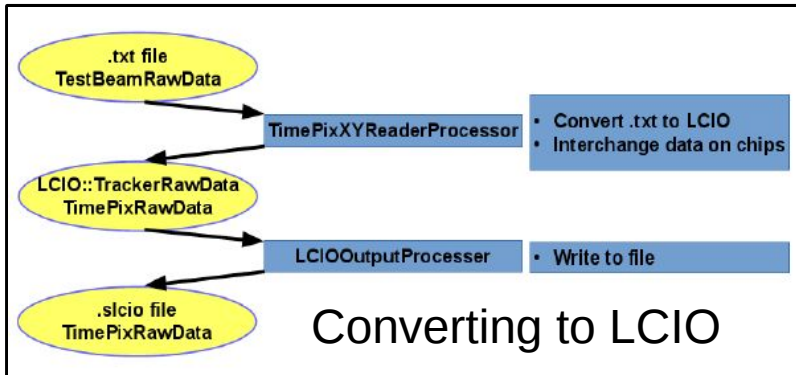 .txt file
TestBeamRawData
TimePixXYReaderProcessor
• Convert .txt to LCIO
• Interchange data on chips
LCIO::TrackerRawData
TimePixRawData
LCIOOutputProcesser
• Write to file
.slcio file
TimePixRawData
Converting to LCIO